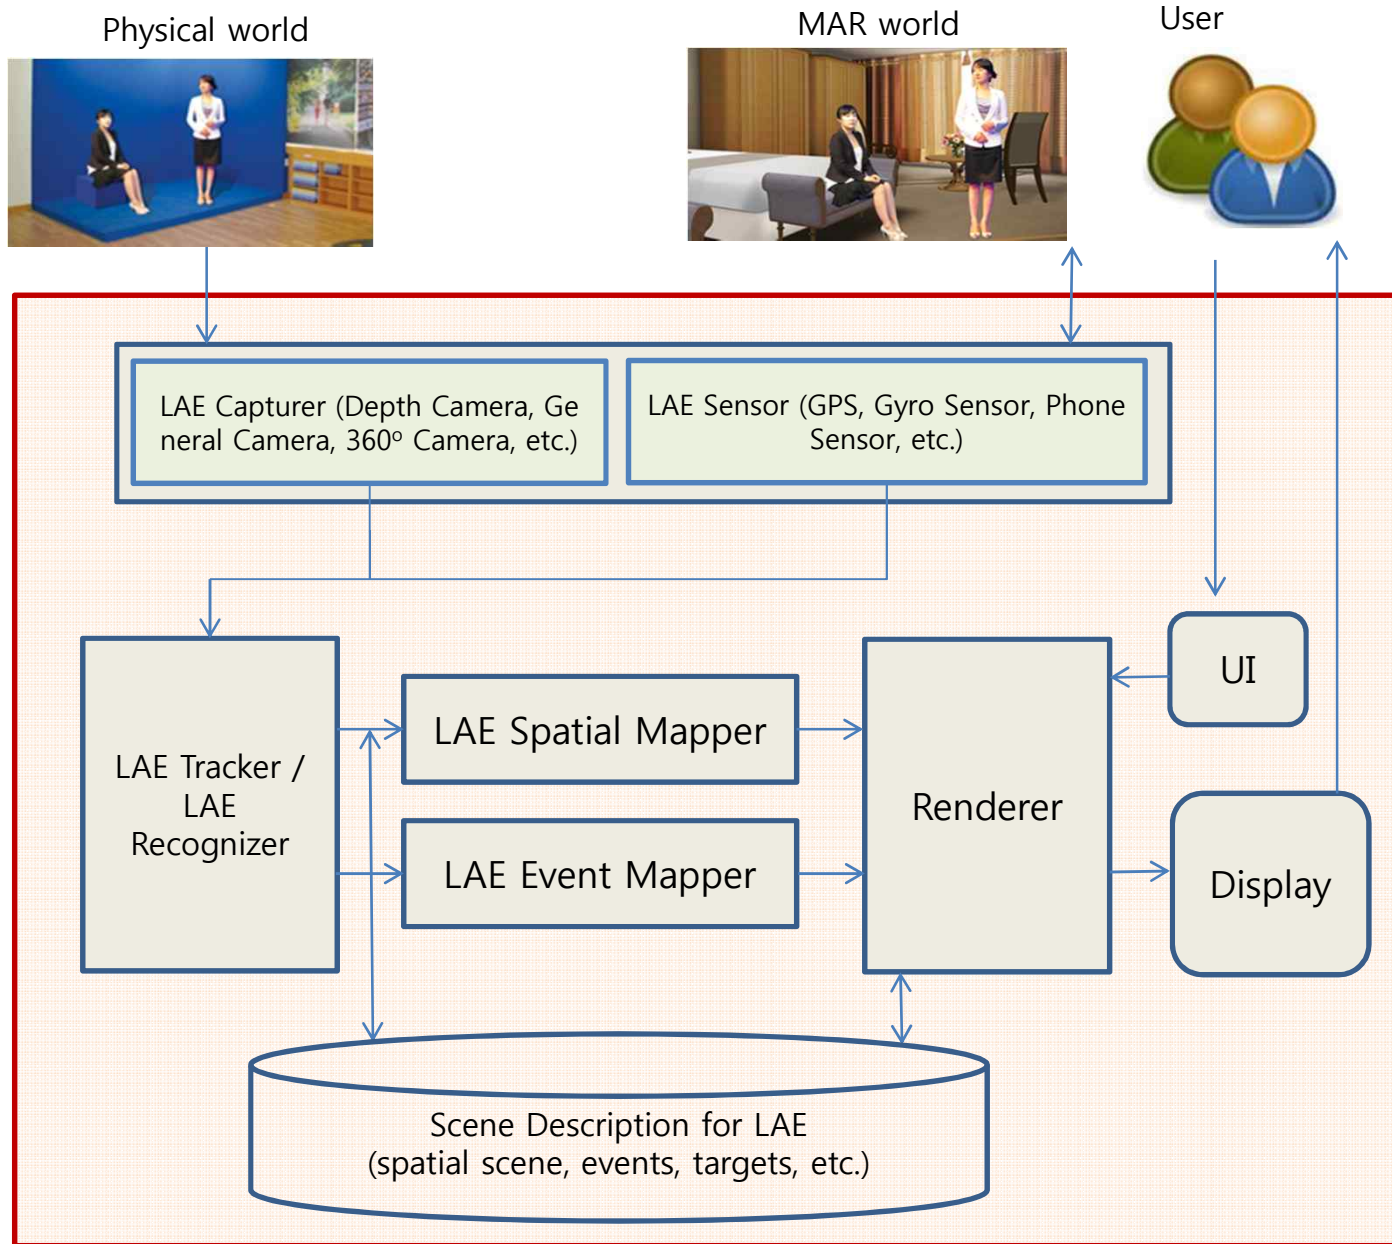 Physical world
MAR world
User
LAE Capturer (Depth Camera, Ge
neral Camera, 360º Camera, etc.)
LAE Sensor (GPS, Gyro Sensor, Phone
Sensor, etc.)
LAE Tracker /
LAE
Recognizer
LAE Spatial Mapper
LAE Event Mapper
Renderer
UI
Display
Scene Description for LAE
(spatial scene, events, targets, etc.)